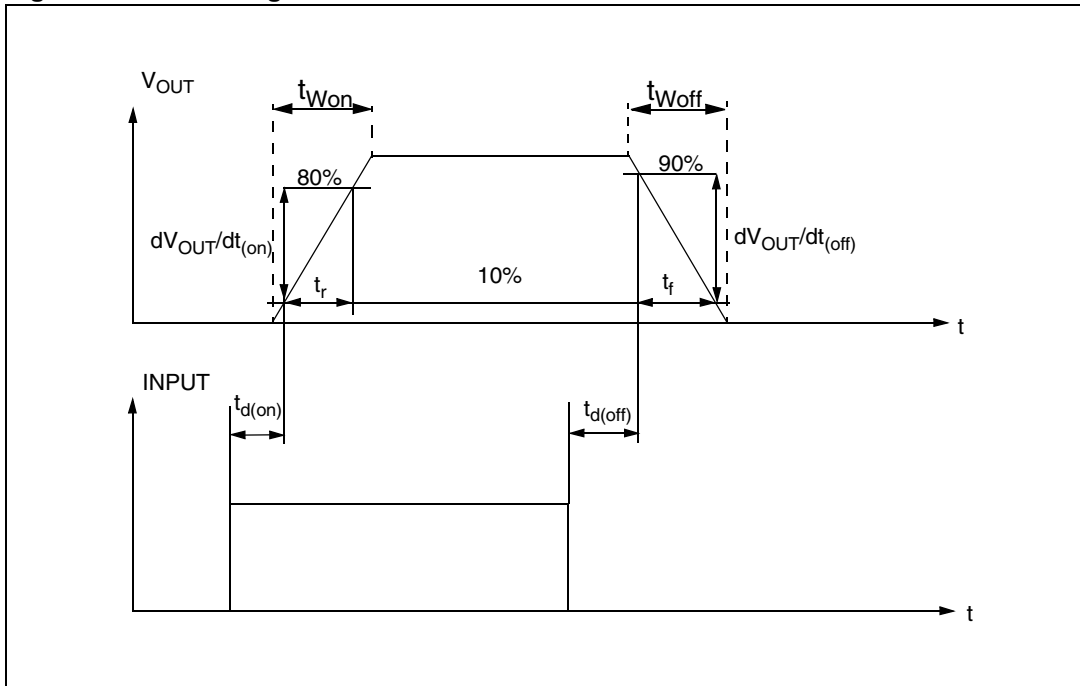 V_OUT
t_Won
t_Woff
80%
90%
dV_OUT/dt_(on)
dV_OUT/dt_(off)
t_r
10%
t_f
t
INPUT
t_d(on)
t_d(off)
t